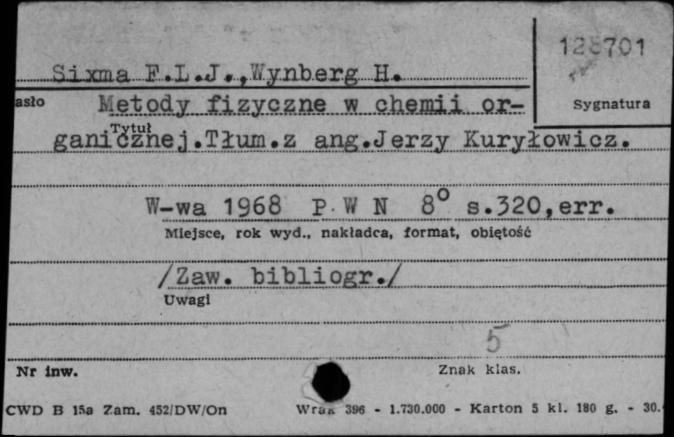 Sixma F.L.J.,Wynberg H.
asło Metody fizyczne w chemii or-
Sygnatura
Tytuł
ganicznej.Tłum.z ang.Jerzy Kuryłowicz.
W-wa 1968 P W N 8° s.320,err.
Miejsce, rok wyd., nakładca, format, objętość
/Zaw. bibliogr./
Uwagi
5
Nr inw. Znak klas.
CWD B 15a Zam. 452/DW/On 396 - 1.730.000 - Karton 5 kl. 180 g. - 30.